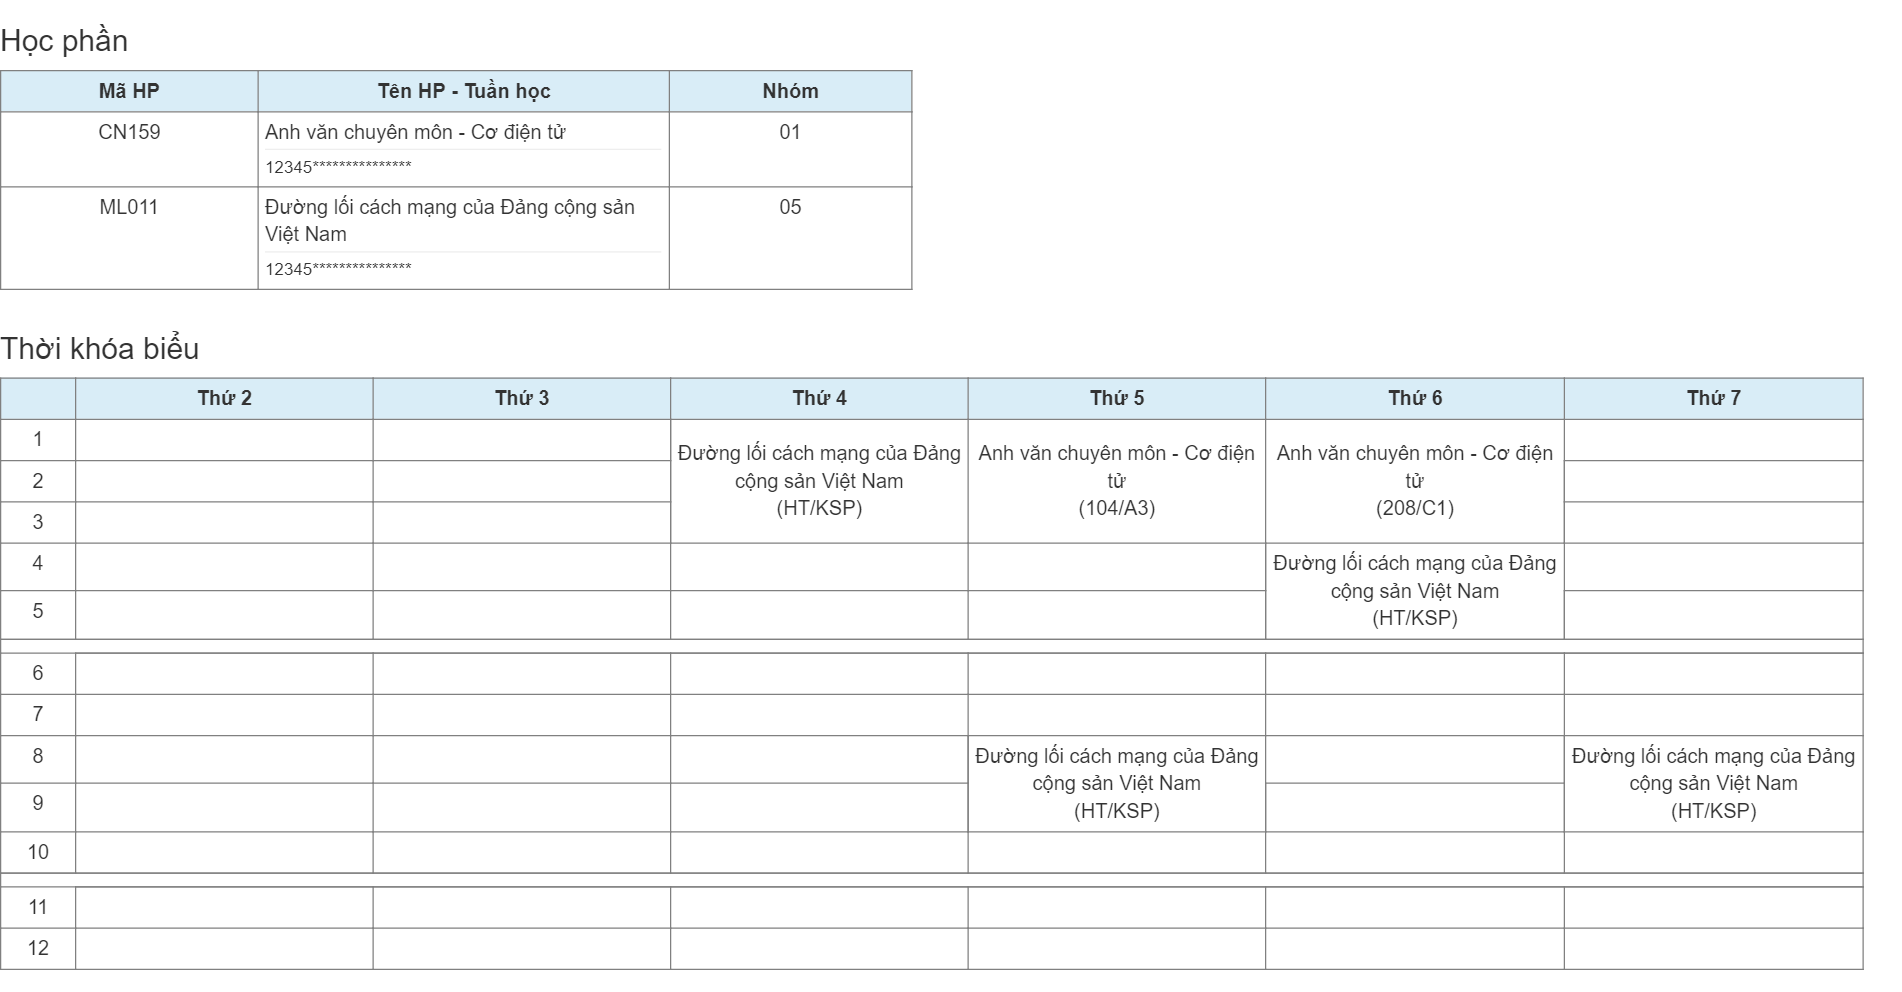 Học phần
Mã HP Tên HP - Tuần học Nhóm
CN159 Anh văn chuyên môn - Cơ điện tử 01
12345***************
ML011 Đường lối cách mạng của Đảng cộng sản 05
Việt Nam
12345***************
Thời khóa biểu
Thứ 2 Thứ 3 Thứ 4 Thứ 5 Thứ 6 Thứ 7
1
Đường lối cách mạng của Đảng Anh văn chuyên môn - Cơ điện Anh văn chuyên môn - Cơ điện
2 cộng sản Việt Nam tử tử
(HT/KSP) (104/A3) (208/C1)
3
4 Đường lối cách mạng của Đảng
cộng sản Việt Nam
5 (HT/KSP)
6
7
8 Đường lối cách mạng của Đảng Đường lối cách mạng của Đảng
cộng sản Việt Nam cộng sản Việt Nam
9 (HT/KSP) (HT/KSP)
10
11
12